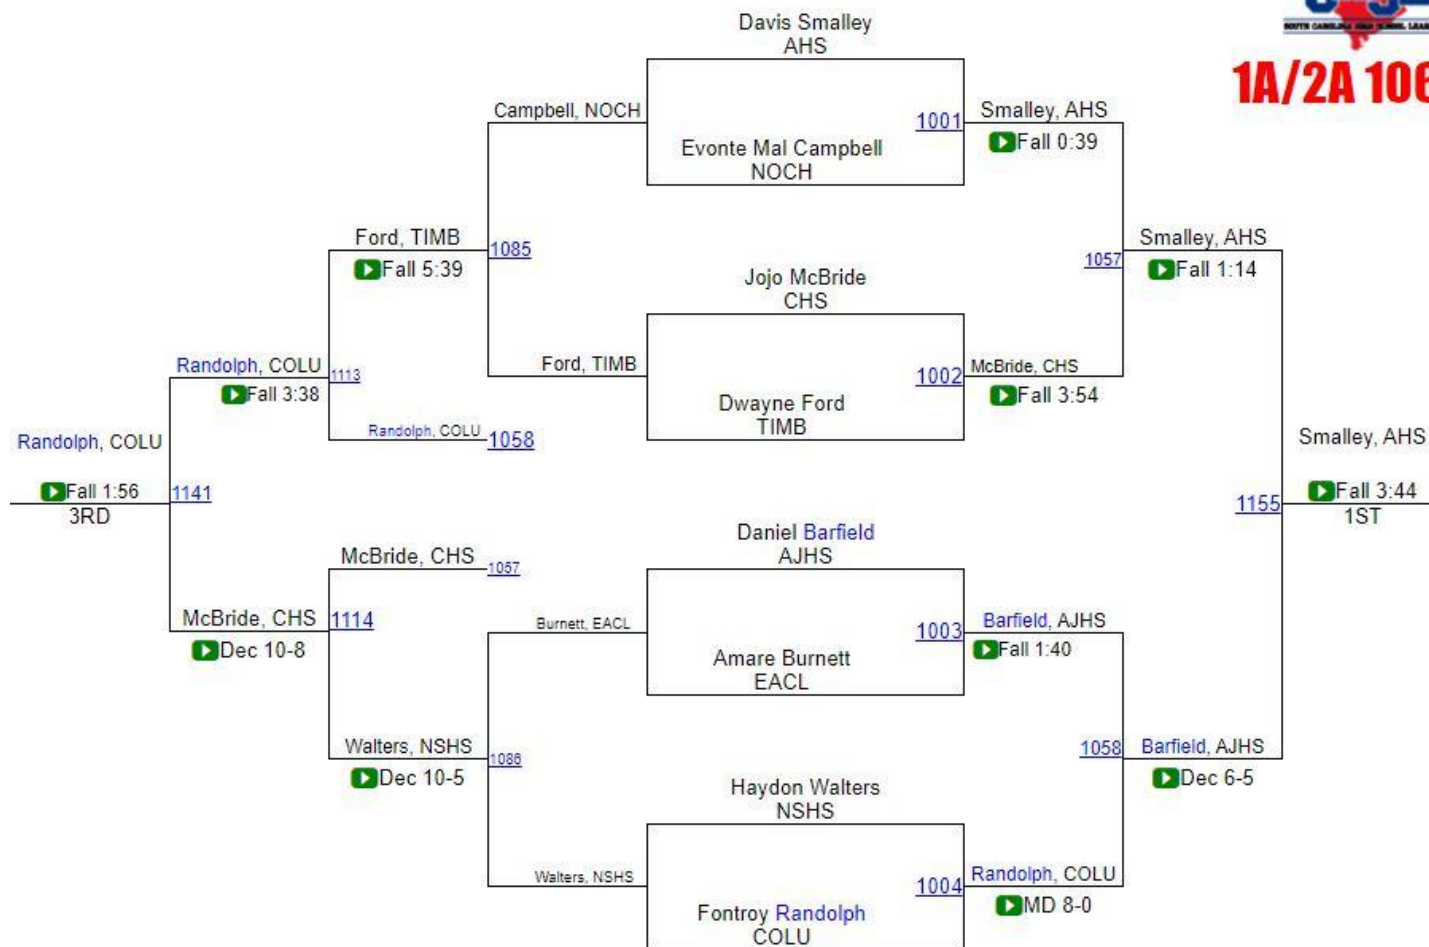 SOUTH CAROLINA HIGH SCHOOL
1A/2A 106
Davis Smalley
AHS
Campbell, NOCH
1001
Smalley, AHS
Fall 0:39
Evonte Mal Campbell
NOCH
Ford, TIMB
1085
Fall 5:39
Smalley, AHS
1057
Fall 1:14
Jojo McBride
CHS
Randolph, COLU
1113
Fall 3:38
Ford, TIMB
1002
McBride, CHS
Fall 3:54
Dwayne Ford
TIMB
Randolph, COLU
1058
Randolph, COLU
Fall 1:56
3RD
1141
Smalley, AHS
1155
Fall 3:44
1ST
Daniel Barfield
AJHS
McBride, CHS
1057
McBride, CHS
1114
Dec 10-8
Burnett, EACL
1003
Barfield, AJHS
Fall 1:40
Amare Burnett
EACL
Walters, NSHS
1086
Dec 10-5
1058
Barfield, AJHS
Dec 6-5
Haydon Walters
NSHS
Walters, NSHS
1004
Randolph, COLU
MD 8-0
Fontroy Randolph
COLU